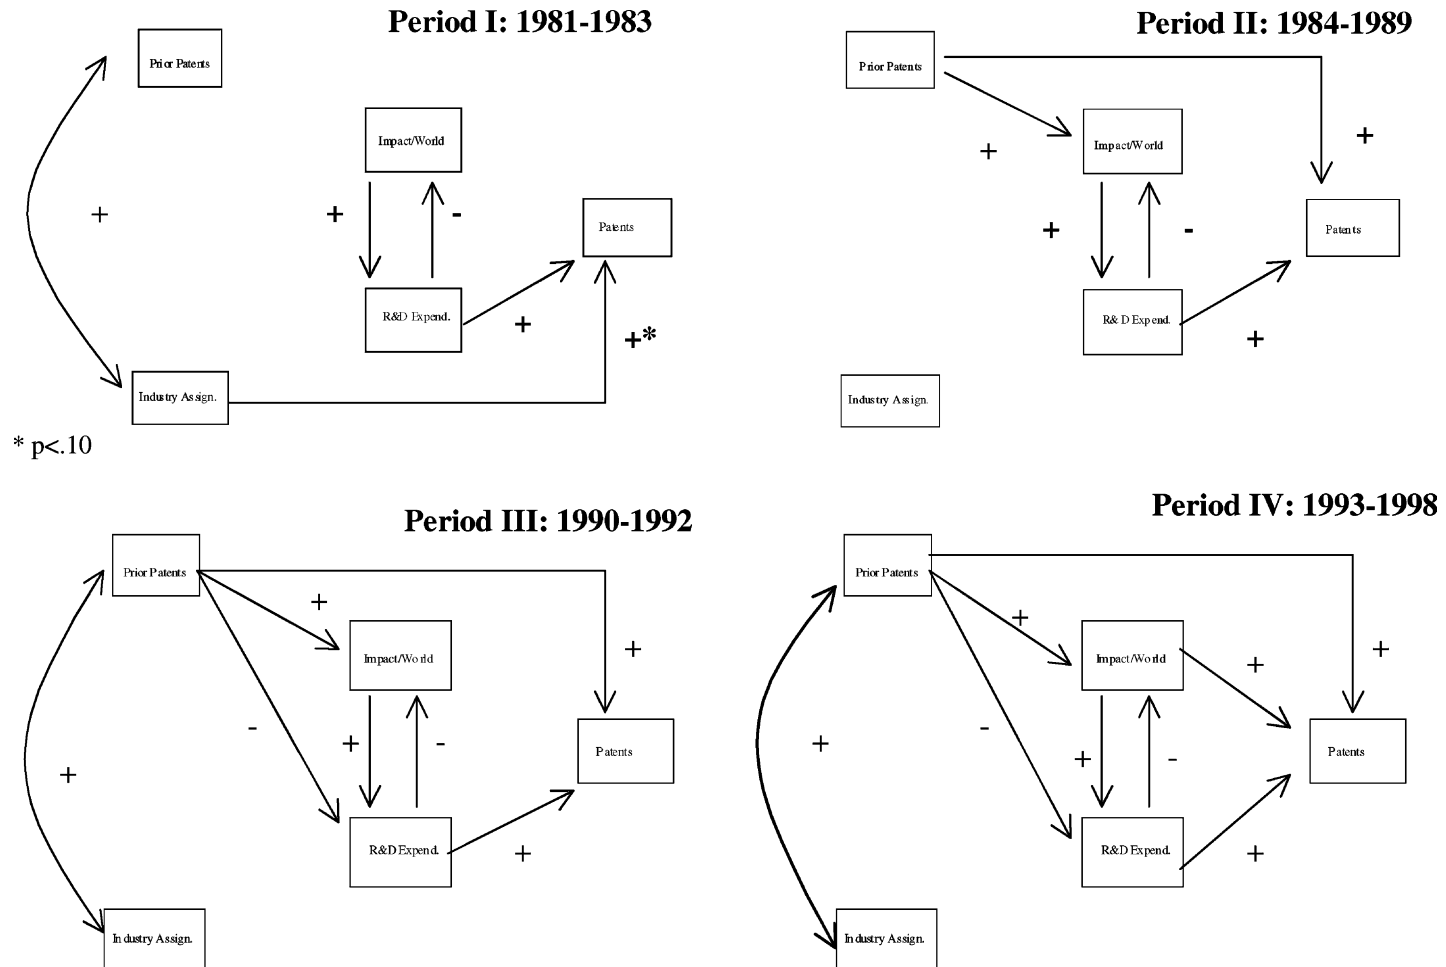 Period I: 1981-1983
Prior Patents
Impact/World
+
+
-
Patents
R&D Expend.
+
+*
Industry Assign.
* p<.10
Period II: 1984-1989
Prior Patents
+
+
Impact/World
+
-
Patents
R&D Expend.
+
Industry Assign.
Period III: 1990-1992
Prior Patents
+
+
Impact/World
-
+
-
+
Patents
R&D Expend.
+
Industry Assign.
Period IV: 1993-1998
Prior Patents
+
+
Impact/World
+
-
+
+
-
Patents
R&D Expend.
+
Industry Assign.